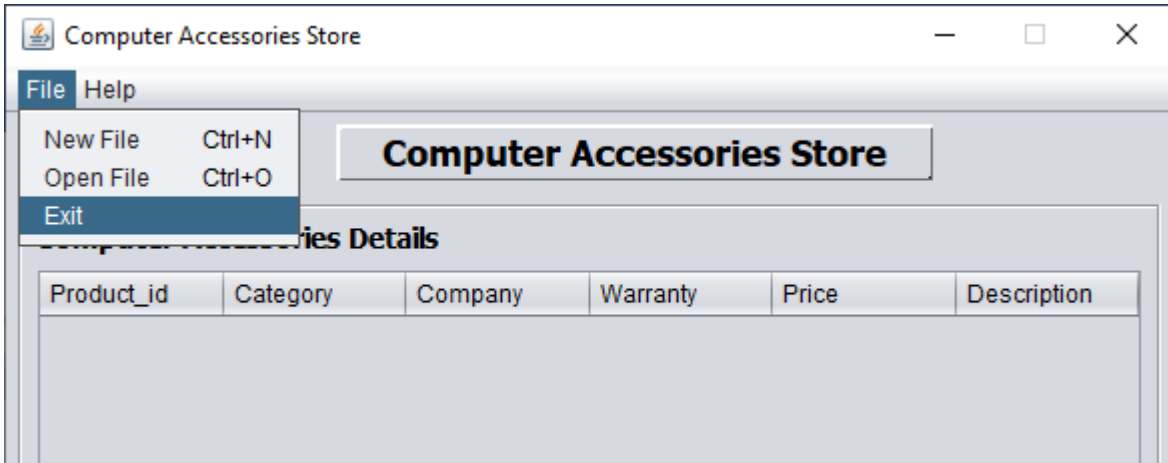 Computer Accessories Store
File Help
New File Ctrl+N
Computer Accessories Store
Open File Ctrl+O
Exit
Details
Product_id Category Company Warranty Price Description